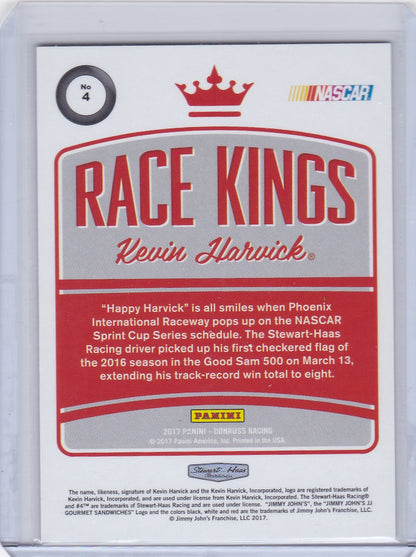 No
4
NASCAR
RACE KINGS
Kevin Harvick®
"Happy Harvick" is all smiles when Phoenix
International Raceway pops up on the NASCAR
Sprint Cup Series schedule. The Stewart-Haas
Racing driver picked up his first checkered flag of
the 2016 season in the Good Sam 500 on March 13,
extending his track-record win total to eight.
PANINI
2017 PANINI - DONRUSS RACING
© 2017 Panini America, Inc. Printed in the USA.
Stewart-Haas
Racing
The name, likeness, signature of Kevin Harvick and the Kevin Harvick, Incorporated, logo are registered trademarks of
Kevin Harvick, Incorporated, and are used under license from Kevin Harvick, Incorporated. The Stewart-Haas Racing®
and #4™ are trademarks of Stewart-Haas Racing and are used under license. "JIMMY JOHN'S", the "JIMMY JOHN'S JJ
GOURMET SANDWICHES" Logo and the colors black, white and red are the trademarks of Jimmy John's Franchise, LLC.
© Jimmy John's Franchise, LLC 2017.